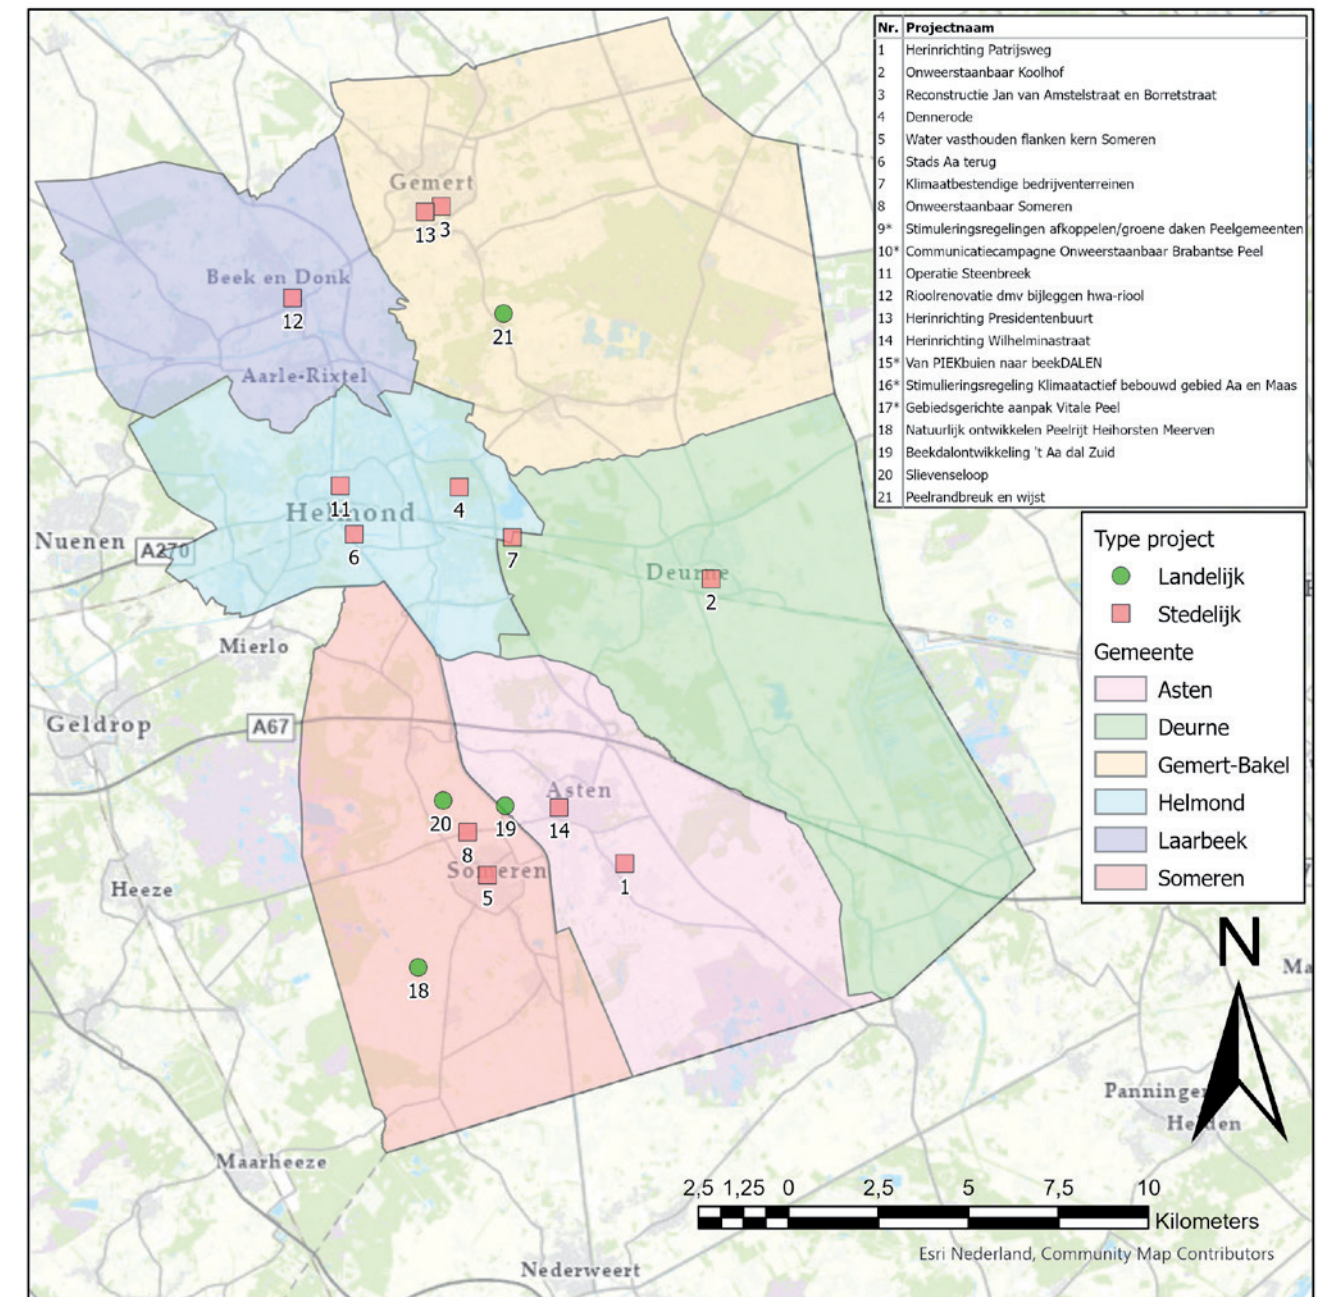 Nr. Projectnaam
1 Herinrichting Patrijsweg
2 Onweerstaanbaar Koolhof
3 Reconstructie Jan van Amstelstraat en Borretstraat
4 Dennerode
5 Water vasthouden flanken kern Someren
6 Stads Aa terug
7 Klimaatbestendige bedrijventerreinen
8 Onweerstaanbaar Someren
9* Stimuleringsregelingen afkoppelen/groene daken Peelgemeenten
10* Communicatiecampagne Onweerstaanbaar Brabantse Peel
11 Operatie Steenbreek
12 Rioolrenovatie dmv bijleggen hwa-riool
13 Herinrichting Presidentenbuurt
14 Herinrichting Wilhelminastraat
15* Van PIEKbuien naar beekDALEN
16* Stimulieringsregeling Klimaatactief bebouwd gebied Aa en Maas
17* Gebiedsgerichte aanpak Vitale Peel
18 Natuurlijk ontwikkelen Peelrijt Heihorsten Meerven
19 Beekdalontwikkeling 't Aa dal Zuid
20 Slievenseloop
21 Peelrandbreuk en wijst
Type project
Landelijk
Stedelijk
Gemeente
Asten
Deurne
Gemert-Bakel
Helmond
Laarbeek
Someren
Gemert
13 3
Beek en Donk
12
21
Aarle-Rixtel
11
4
Helmond
6
7
Nuenen
A270
Deurne
2
Mierlo
Geldrop
A67
Asten
20
19
14
8
Someren
5
1
Heeze
18
N
Ma
Panninge
Helden
Maarheeze
2,5 1,25 0 2,5 5 7,5 10
Kilometers
Esri Nederland, Community Map Contributors
Nederweert